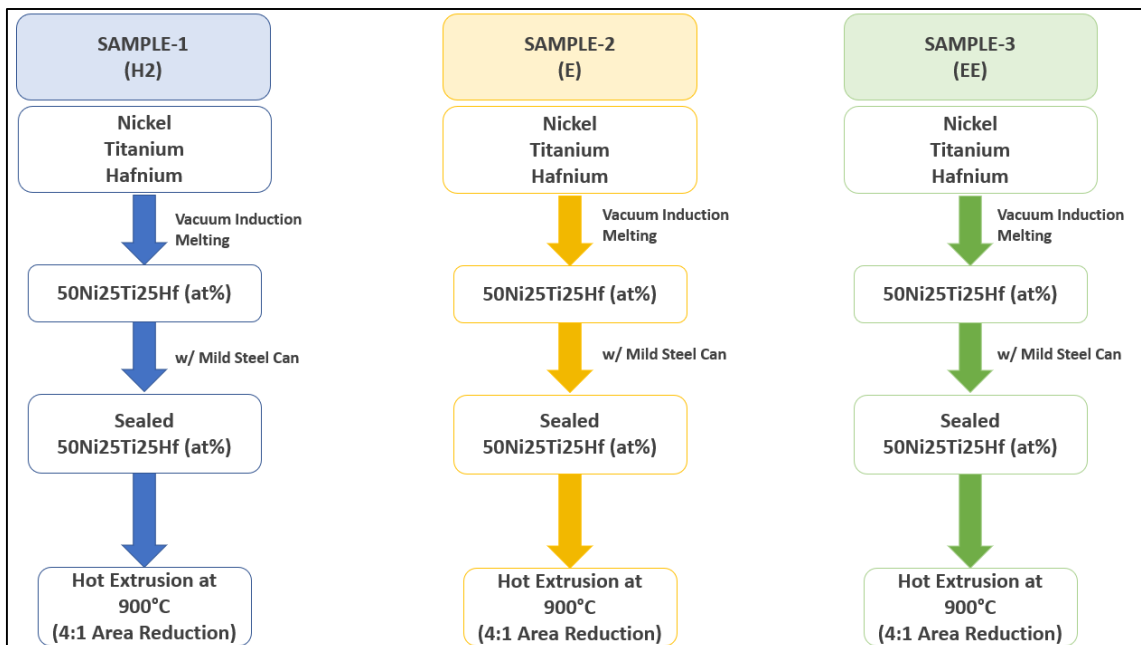 SAMPLE-1
(H2)
Nickel
Titanium
Hafnium
Vacuum Induction
Melting
50Ni25Ti25Hf (at%)
w/ Mild Steel Can
Sealed
50Ni25Ti25Hf (at%)
Hot Extrusion at
900°C
(4:1 Area Reduction)
SAMPLE-2
(E)
Nickel
Titanium
Hafnium
Vacuum Induction
Melting
50Ni25Ti25Hf (at%)
w/ Mild Steel Can
Sealed
50Ni25Ti25Hf (at%)
Hot Extrusion at
900°C
(4:1 Area Reduction)
SAMPLE-3
(EE)
Nickel
Titanium
Hafnium
Vacuum Induction
Melting
50Ni25Ti25Hf (at%)
w/ Mild Steel Can
Sealed
50Ni25Ti25Hf (at%)
Hot Extrusion at
900°C
(4:1 Area Reduction)